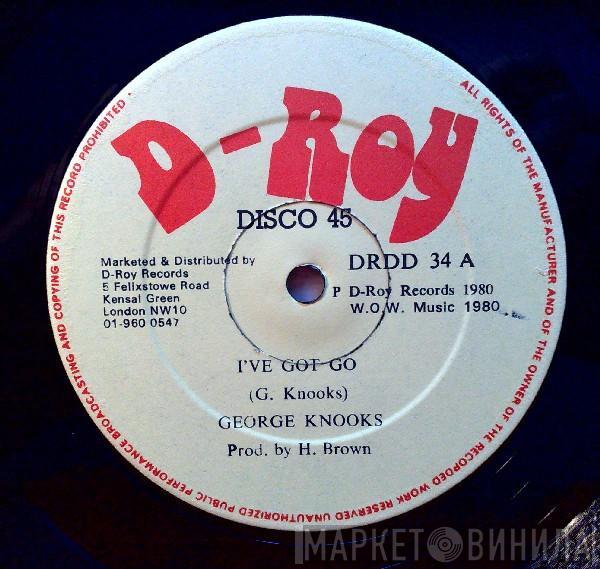 D-Roy
DISCO 45
Marketed & Distributed by
D-Roy Records
5 Felixstowe Road
Kensal Green
London NW10
01-960 0547
DRDD 34 A
P D-Roy Records 1980
W.O.W. Music 1980
I'VE GOT GO
(G. Knooks)
GEORGE KNOOKS
Prod. by H. Brown
ALL RIGHTS OF THE MANUFACTURER AND OF THE OWNER OF THE RECOPDED WORK RESERVED UNAUTHORIZED PUBLIC PERFORMANCE BROADCASTING AND COPYING OF THIS RECORD PROHIBITED
МАРКЕТ ВИНИЛА